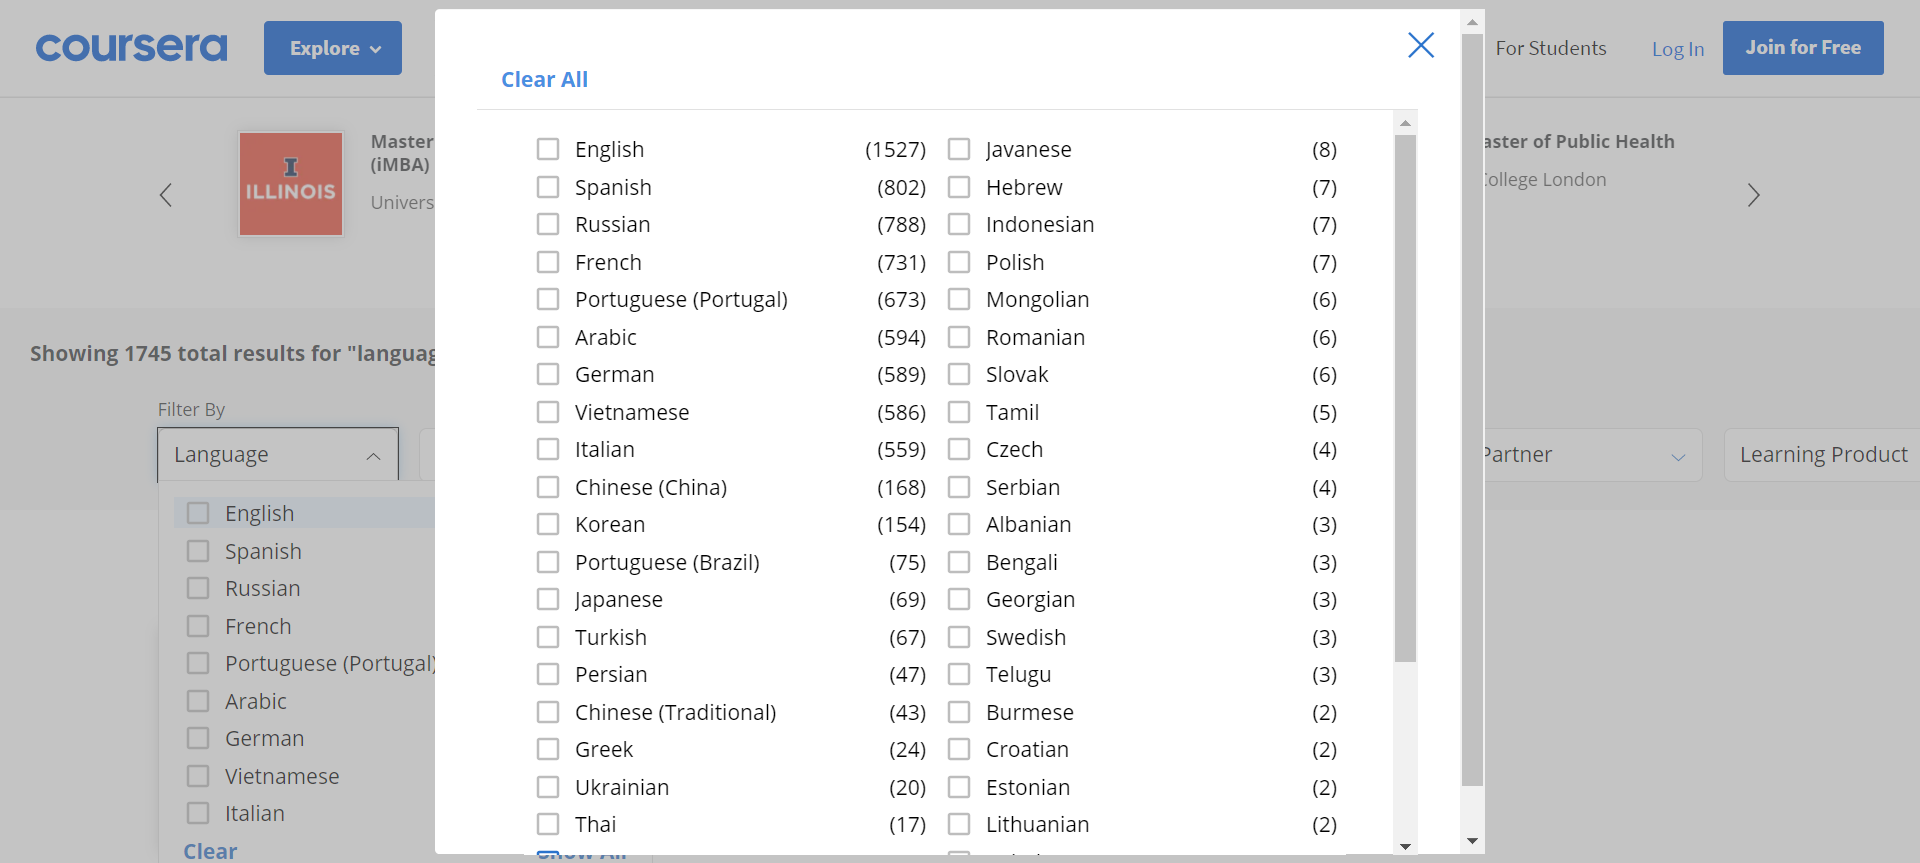 coursera
Explore
For Students
Log In
Join for Free
Clear All
Master
(iMBA)
Univers
ILLINOIS
aster of Public Health
College London
Showing 1745 total results for "languag
Filter By
Language
Partner
Learning Product
English
Spanish
Russian
French
Portuguese (Portugal)
Arabic
German
Vietnamese
Italian
Clear
English (1527)
Spanish (802)
Russian (788)
French (731)
Portuguese (Portugal) (673)
Arabic (594)
German (589)
Vietnamese (586)
Italian (559)
Chinese (China) (168)
Korean (154)
Portuguese (Brazil) (75)
Japanese (69)
Turkish (67)
Persian (47)
Chinese (Traditional) (43)
Greek (24)
Ukrainian (20)
Thai (17)
Show All
Javanese (8)
Hebrew (7)
Indonesian (7)
Polish (7)
Mongolian (6)
Romanian (6)
Slovak (6)
Tamil (5)
Czech (4)
Serbian (4)
Albanian (3)
Bengali (3)
Georgian (3)
Swedish (3)
Telugu (3)
Burmese (2)
Croatian (2)
Estonian (2)
Lithuanian (2)